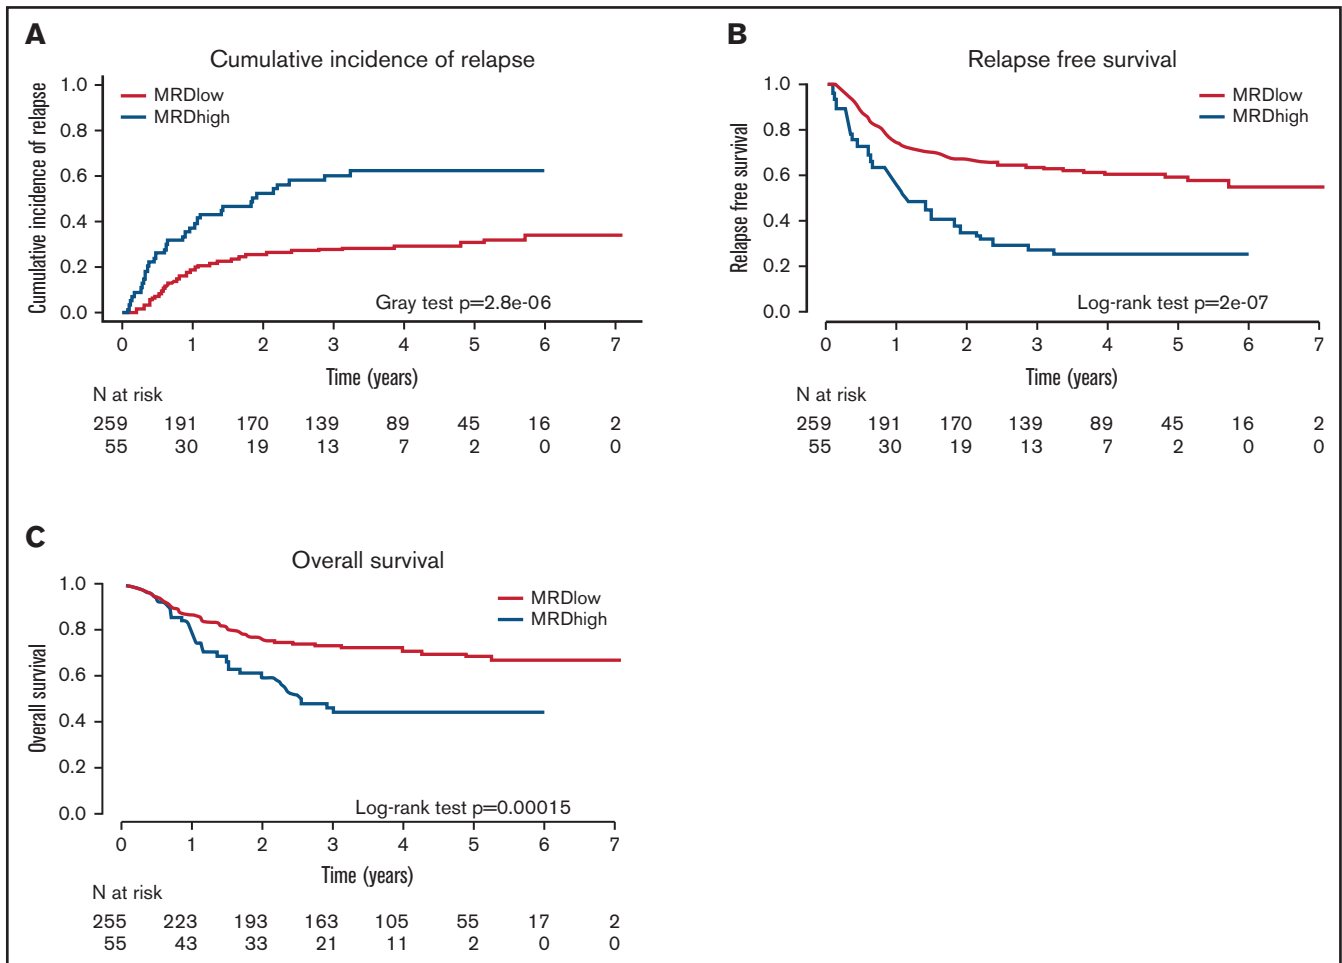 A
Cumulative incidence of relapse
Cumulative incidence of relapse
1.0
0.8
0.6
0.4
0.2
0.0
MRDlow
MRDhigh
Gray test p=2.8e-06
0 1 2 3 4 5 6 7
Time (years)
N at risk
259 191 170 139 89 45 16 2
55 30 19 13 7 2 0 0
B
Relapse free survival
Relapse free survival
1.0
0.8
0.6
0.4
0.2
0.0
MRDlow
MRDhigh
Log-rank test p=2e-07
0 1 2 3 4 5 6 7
Time (years)
N at risk
259 191 170 139 89 45 16 2
55 30 19 13 7 2 0 0
C
Overall survival
Overall survival
1.0
0.8
0.6
0.4
0.2
0.0
MRDlow
MRDhigh
Log-rank test p=0.00015
0 1 2 3 4 5 6 7
Time (years)
N at risk
255 223 193 163 105 55 17 2
55 43 33 21 11 2 0 0